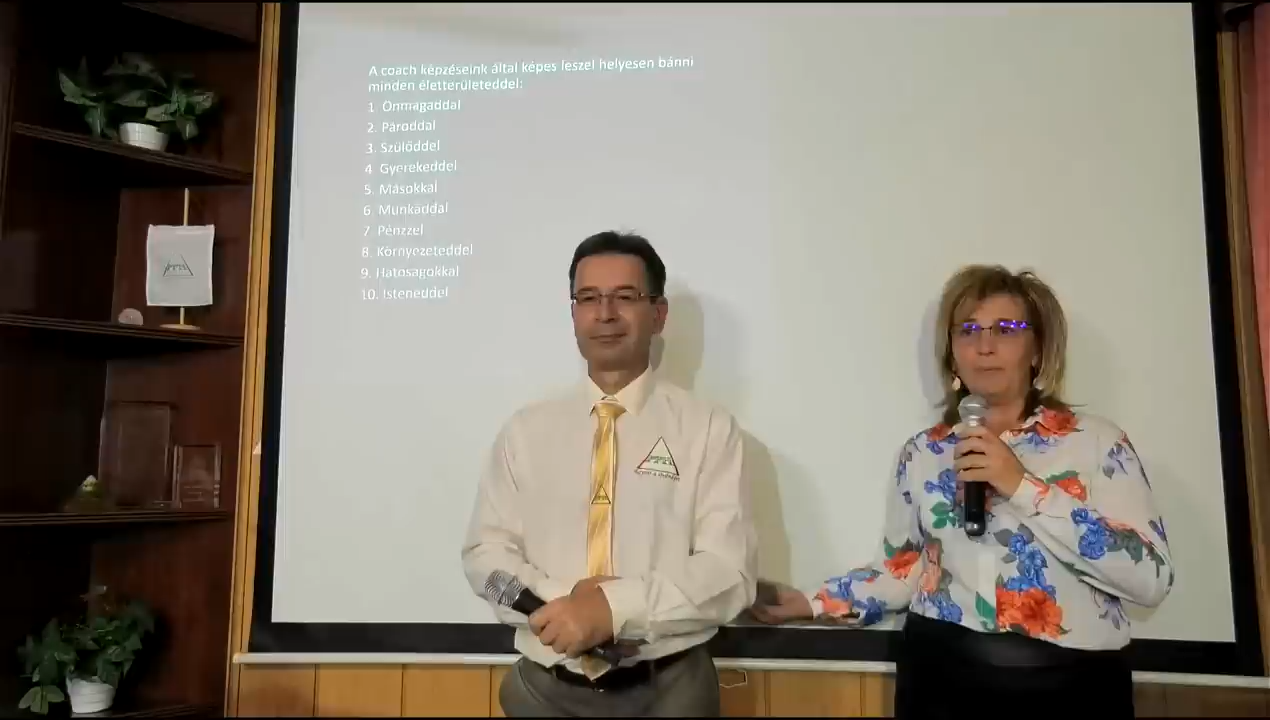 A coach képzéseink által képes leszel helyesen bánni
minden életterületeddel:
1 Önmagaddal
2. Pároddal
3. Szülőddel
4 Gyerekeddel
5. Másokkal
6. Munkáddal
7 Pénzzel
8. Környezeteddel
9. Hatóságokkal
10. Isteneddel